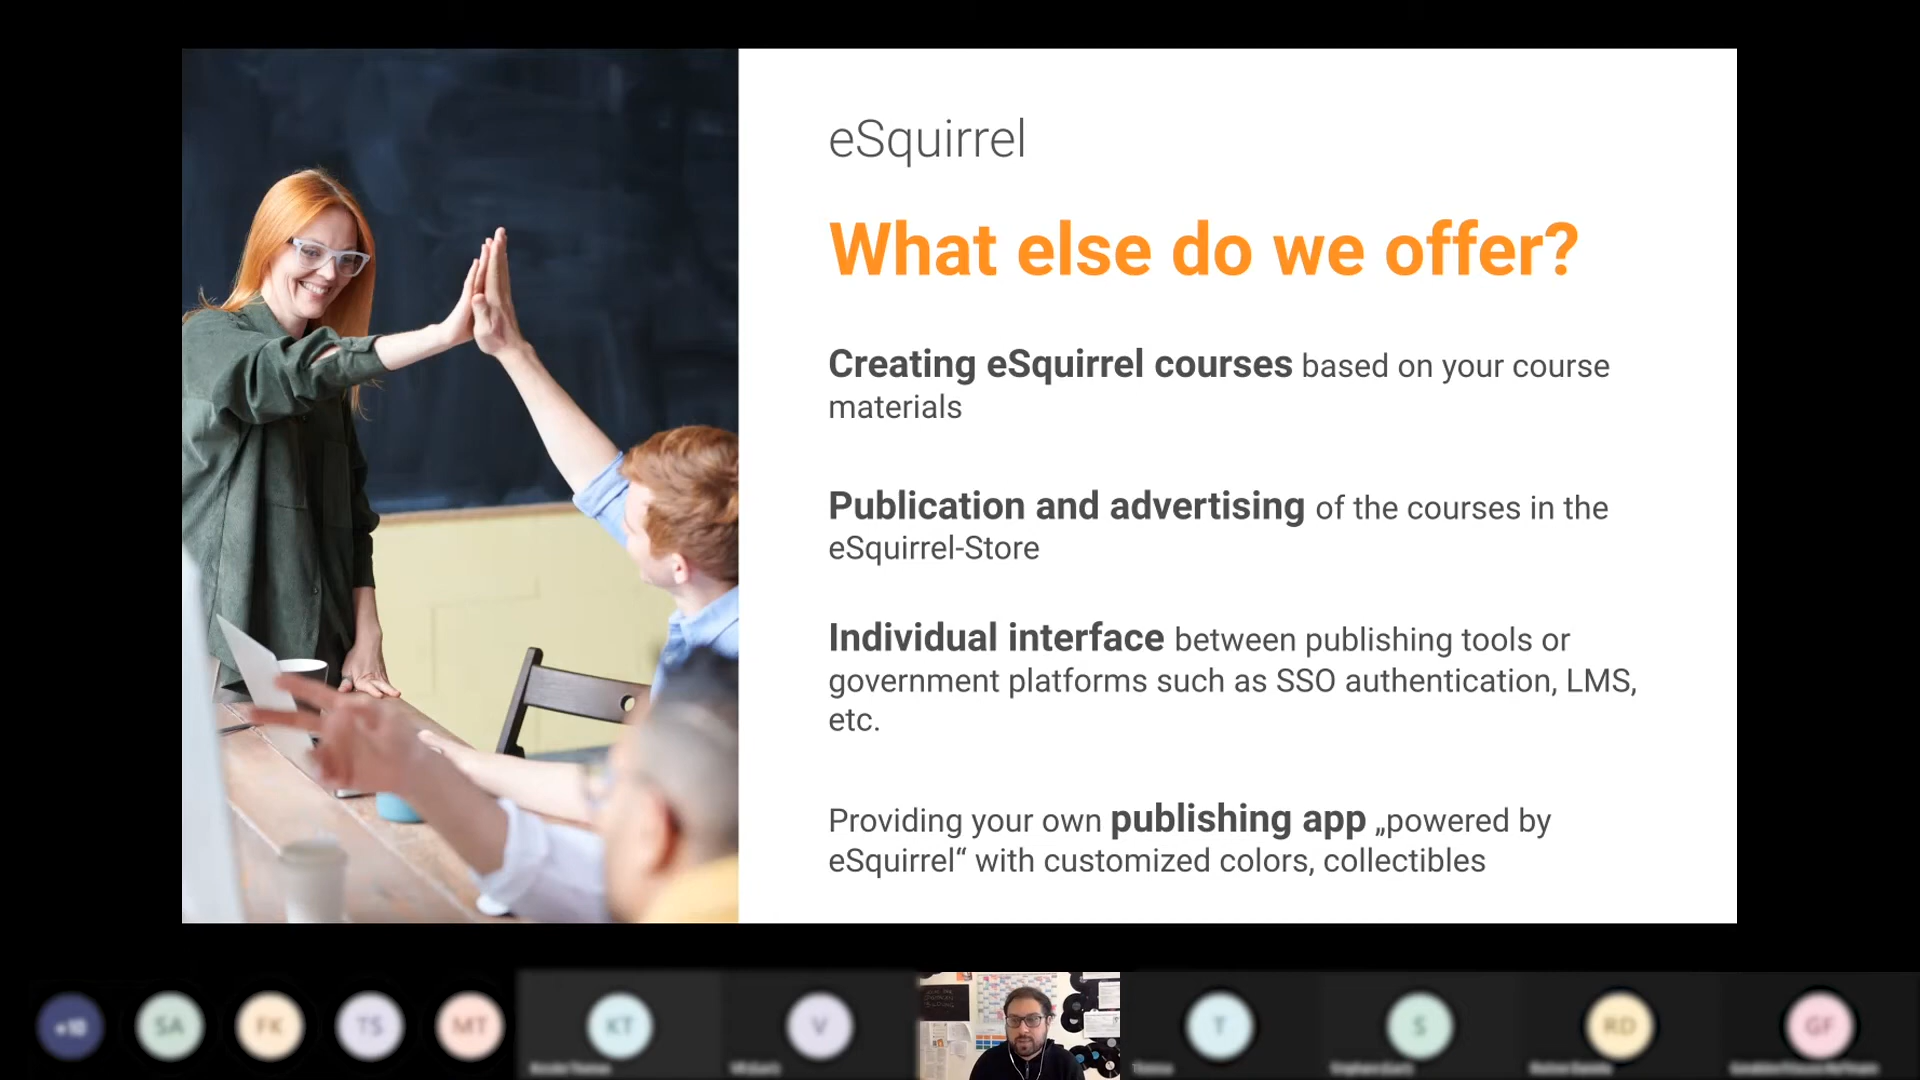 eSquirrel
What else do we offer?
Creating eSquirrel courses based on your course
materials
Publication and advertising of the courses in the
eSquirrel-Store
Individual interface between publishing tools or
government platforms such as SSO authentication, LMS,
etc.
Providing your own publishing app „powered by
eSquirrel“ with customized colors, collectibles
+10
SA
FK
TS
MT
KT
V
T
S
RD
GF